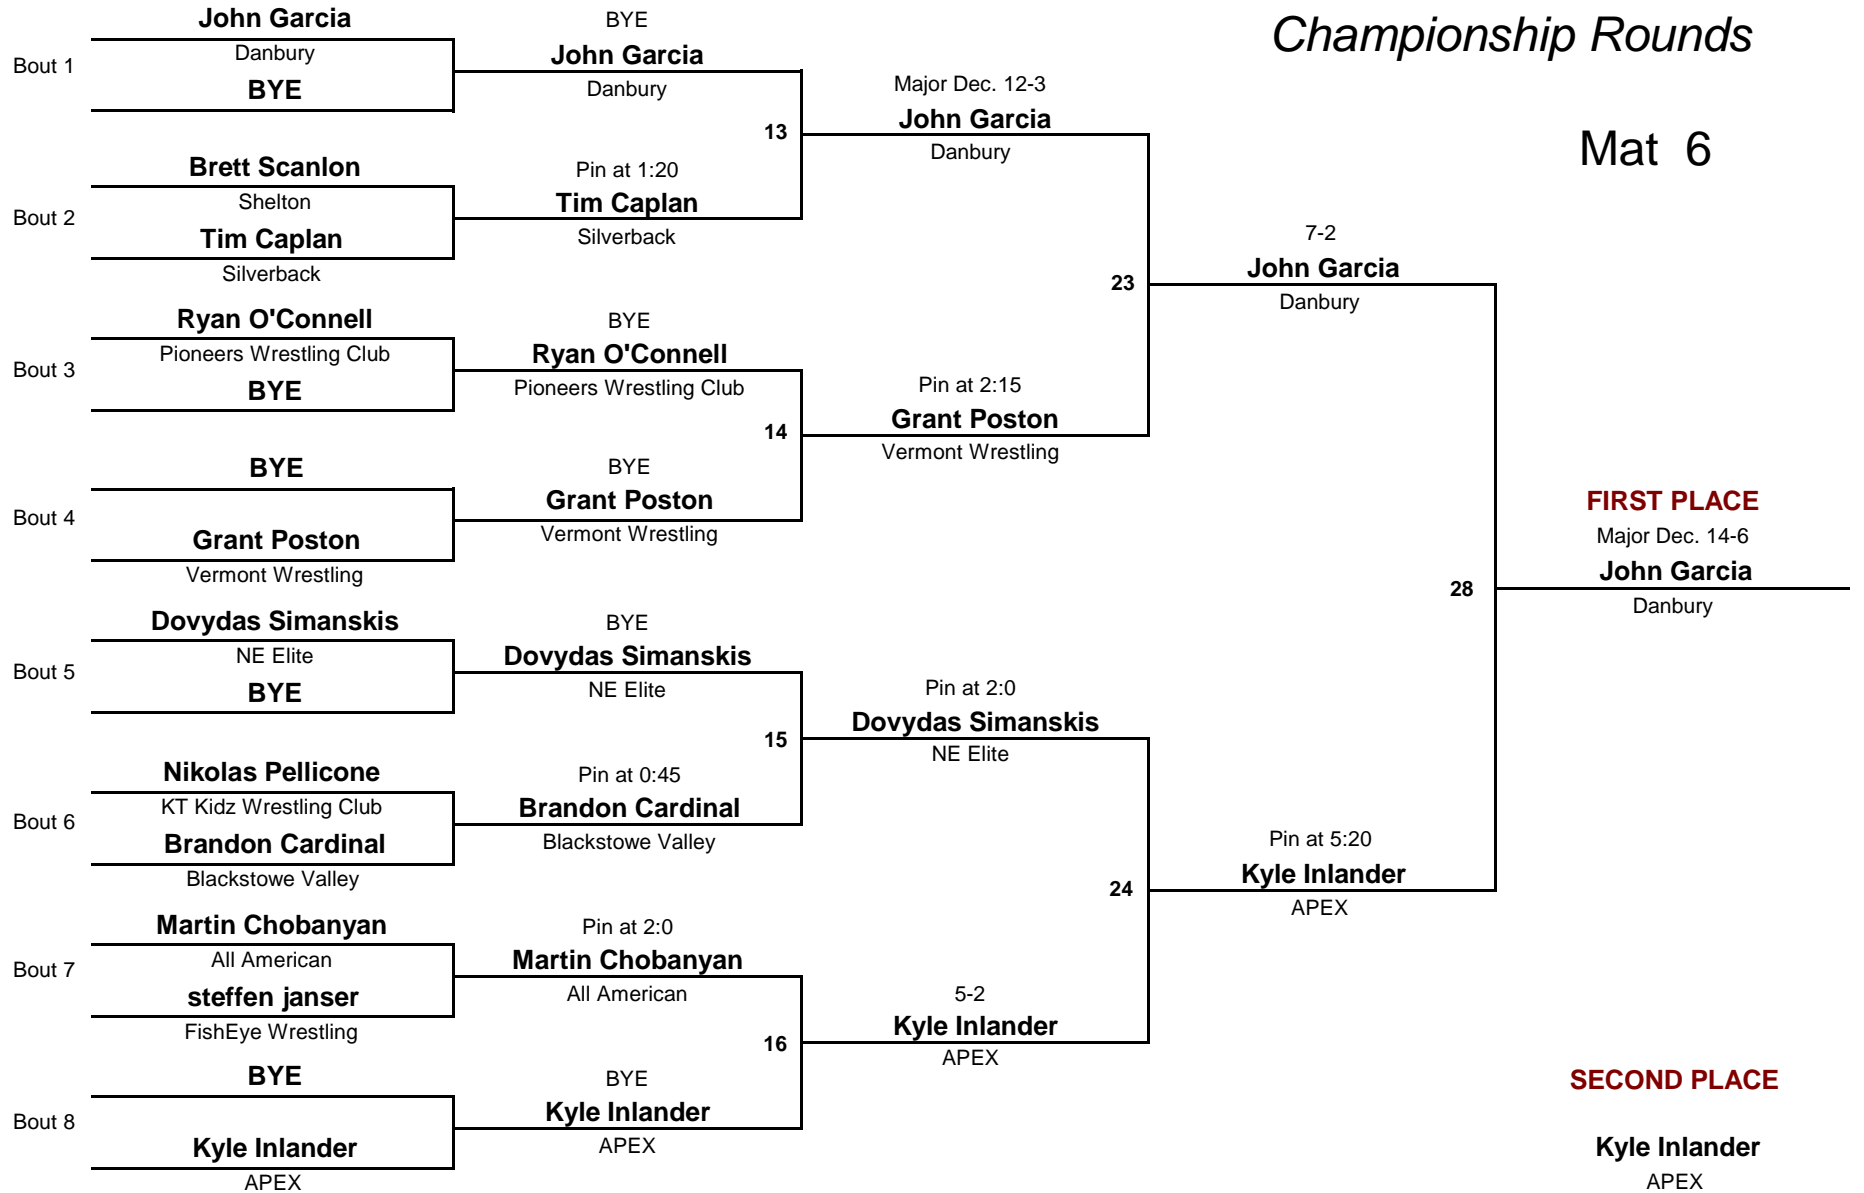 Championship Rounds
Mat 6
Bout 1
John Garcia
Danbury
BYE
Bout 2
Brett Scanlon
Shelton
Tim Caplan
Silverback
Bout 3
Ryan O'Connell
Pioneers Wrestling Club
BYE
Bout 4
BYE
Grant Poston
Vermont Wrestling
Bout 5
Dovydas Simanskis
NE Elite
BYE
Bout 6
Nikolas Pellicone
KT Kidz Wrestling Club
Brandon Cardinal
Blackstowe Valley
Bout 7
Martin Chobanyan
All American
steffen janser
FishEye Wrestling
Bout 8
BYE
Kyle Inlander
APEX
BYE
John Garcia
Danbury
13
Pin at 1:20
Tim Caplan
Silverback
BYE
Ryan O'Connell
Pioneers Wrestling Club
14
BYE
Grant Poston
Vermont Wrestling
BYE
Dovydas Simanskis
NE Elite
15
Pin at 0:45
Brandon Cardinal
Blackstowe Valley
Pin at 2:0
Martin Chobanyan
All American
16
BYE
Kyle Inlander
APEX
Major Dec. 12-3
John Garcia
Danbury
23
Pin at 2:15
Grant Poston
Vermont Wrestling
Pin at 2:0
Dovydas Simanskis
NE Elite
24
5-2
Kyle Inlander
APEX
7-2
John Garcia
Danbury
28
Pin at 5:20
Kyle Inlander
APEX
FIRST PLACE
Major Dec. 14-6
John Garcia
Danbury
SECOND PLACE
Kyle Inlander
APEX